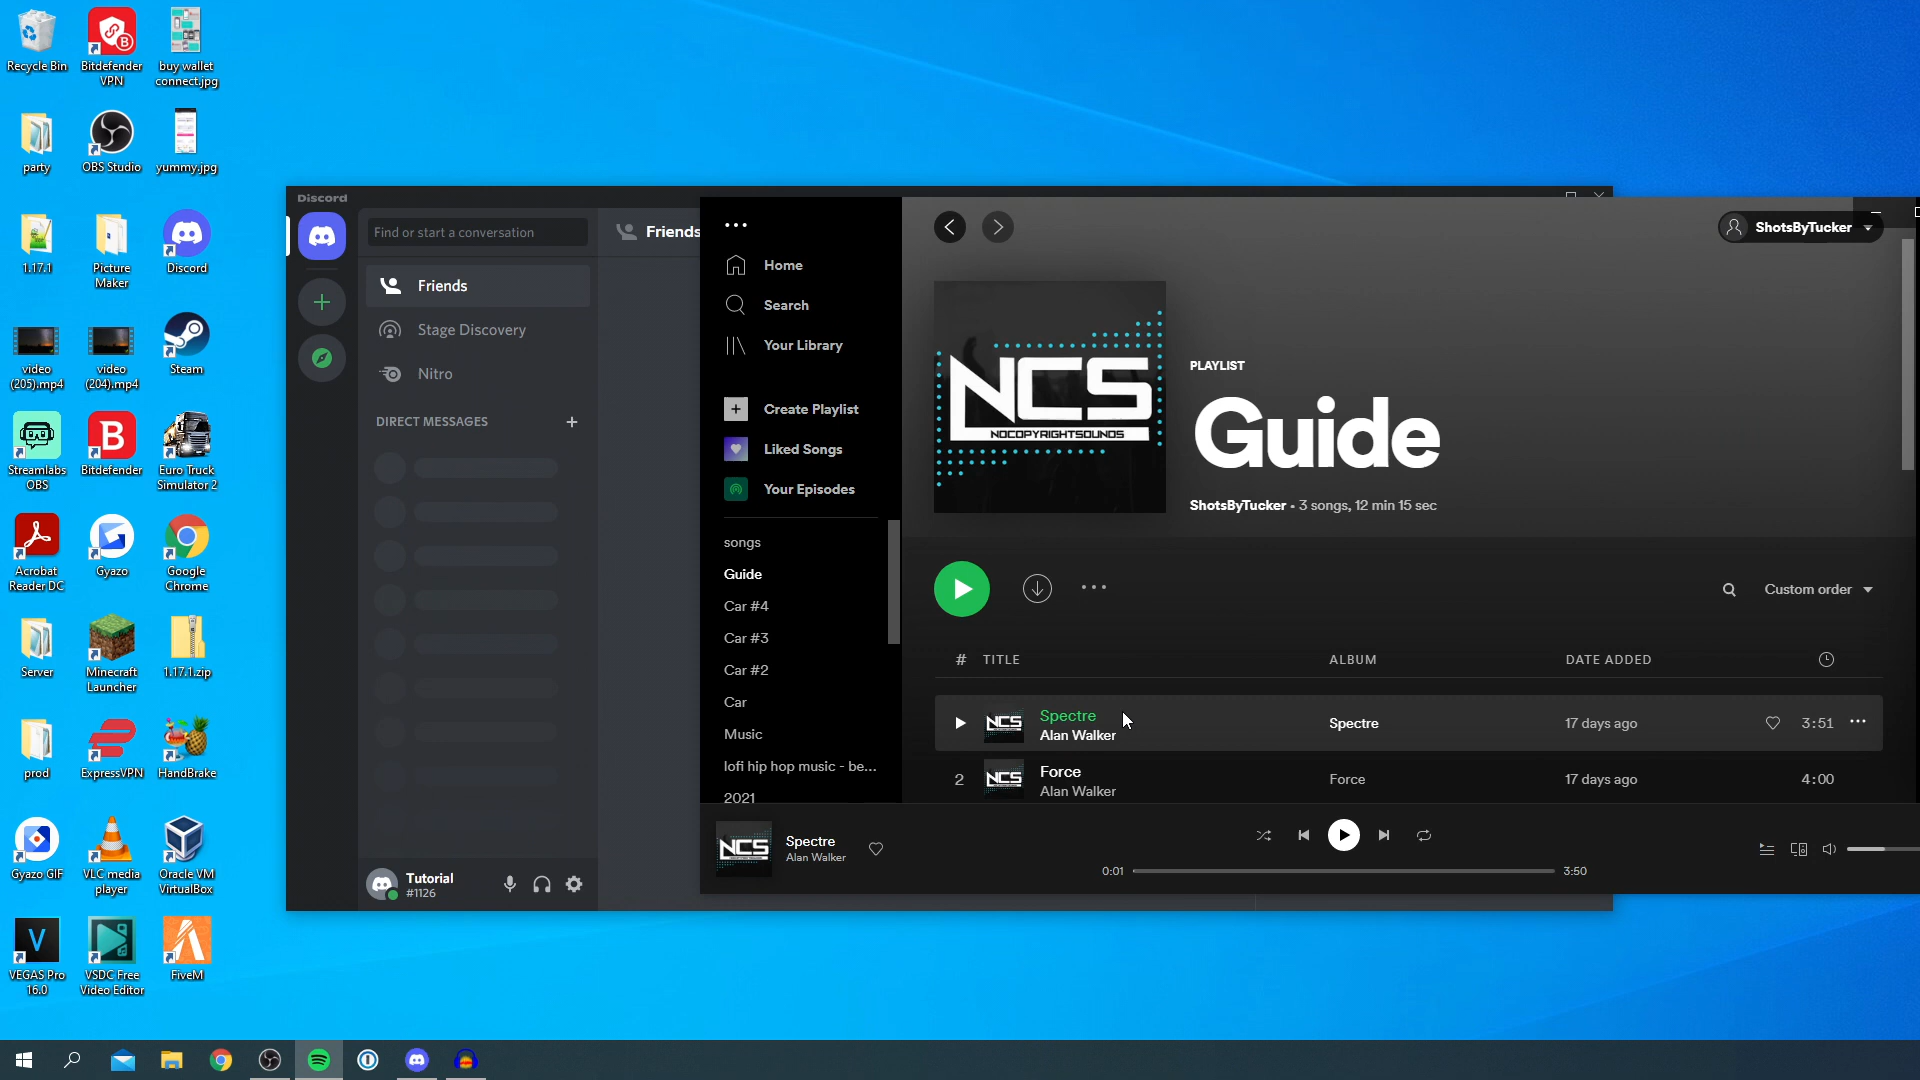 Recycle Bin
Bitdefender
VPN
buy wallet
connect.jpg
party
OBS Studio
yummy.jpg
1.17.1
Picture
Maker
Discord
video
(205).mp4
video
(204).mp4
Steam
Streamlabs
OBS
Bitdefender
Euro Truck
Simulator 2
Acrobat
Reader DC
Gyazo
Google
Chrome
Server
Minecraft
Launcher
1.17.1.zip
prod
ExpressVPN
HandBrake
Gyazo GIF
VLC media
player
Oracle VM
VirtualBox
VEGAS Pro
16.0
VSDC Free
Video Editor
FiveM
Discord
Find or start a conversation
Friends
Friends
Stage Discovery
Nitro
DIRECT MESSAGES
Tutorial
#1126
Home
Search
Your Library
Create Playlist
Liked Songs
Your Episodes
songs
Guide
Car #4
Car #3
Car #2
Car
Music
lofi hip hop music - be...
2021
ShotsByTucker
NCS
NOCOPYRIGHTSOUNDS
PLAYLIST
Guide
ShotsByTucker • 3 songs, 12 min 15 sec
Custom order
# TITLE ALBUM DATE ADDED
NCS Spectre Spectre 17 days ago 3:51
Alan Walker
2 NCS Force Force 17 days ago 4:00
Alan Walker
NCS Spectre
Alan Walker
0:01 3:50